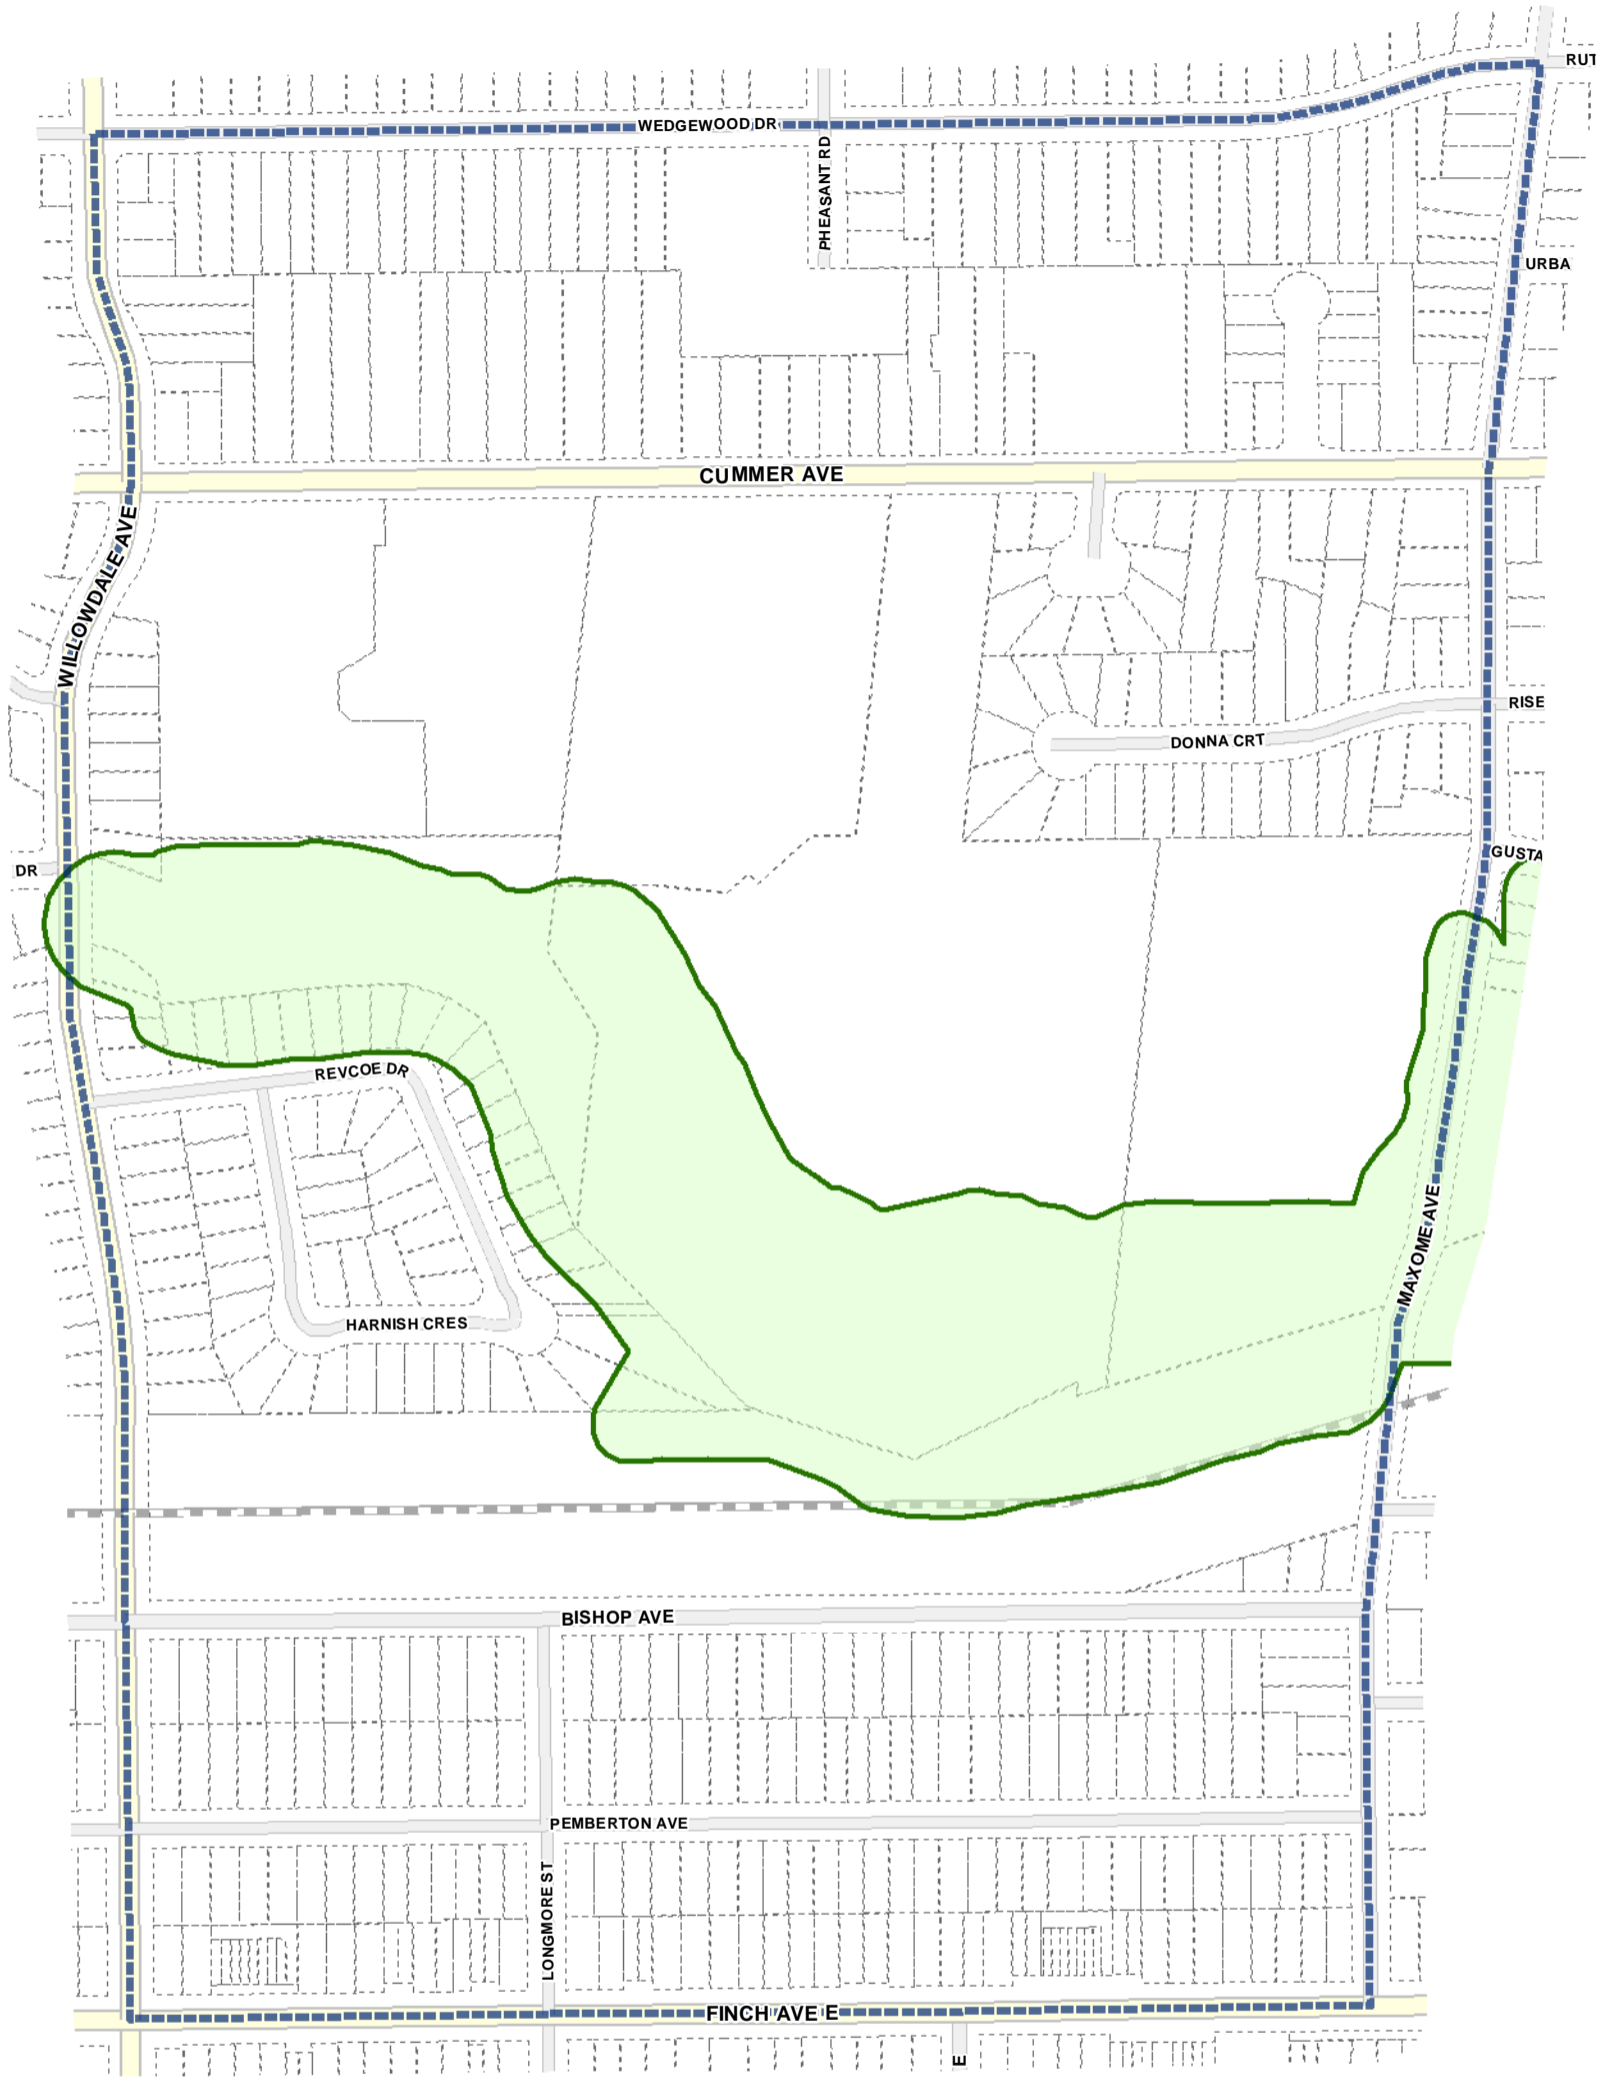 RUT
WEDGEWOOD DR
PHEASANT RD
URBA
CUMMER AVE
WILLOWDALE AVE
RISE
DONNA CRT
GUSTA
DR
REVCOE DR
MAXOME AVE
HARNISH CRES
BISHOP AVE
PEMBERTON AVE
LONGMORE ST
FINCH AVE E
E